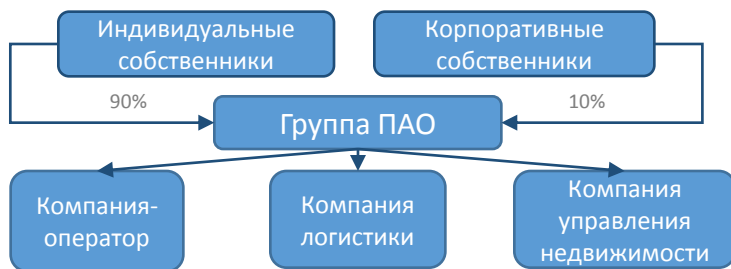 Индивидуальные
собственники
Корпоративные
собственники
90%
10%
Группа ПАО
Компания-
оператор
Компания
логистики
Компания
управления
недвижимости